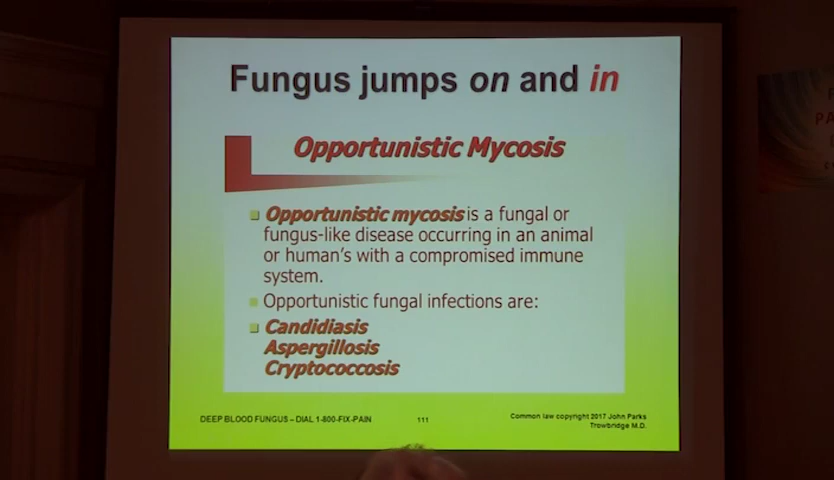 Fungus jumps on and in
Opportunistic Mycosis
Opportunistic mycosis is a fungal or
fungus-like disease occurring in an animal
or human's with a compromised immune
system.
Opportunistic fungal infections are:
Candidiasis
Aspergillosis
Cryptococcosis
DEEP BLOOD FUNGUS – DIAL 1-800-FIX-PAIN
111
Common law copyright 2017 John Parks
Trowbridge M.D.